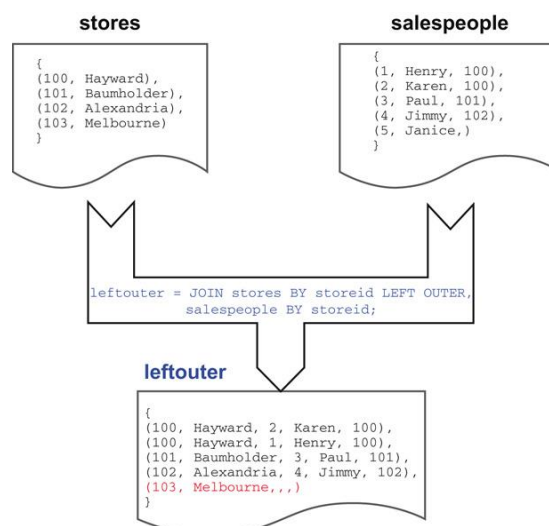 stores
{
(100, Hayward),
(101, Baumholder),
(102, Alexandria),
(103, Melbourne)
}
salespeople
{
(1, Henry, 100),
(2, Karen, 100),
(3, Paul, 101),
(4, Jimmy, 102),
(5, Janice,)
}
leftouter = JOIN stores BY storeid LEFT OUTER,
salespeople BY storeid;
leftouter
{
(100, Hayward, 2, Karen, 100),
(100, Hayward, 1, Henry, 100),
(101, Baumholder, 3, Paul, 101),
(102, Alexandria, 4, Jimmy, 102),
(103, Melbourne,,,)
}